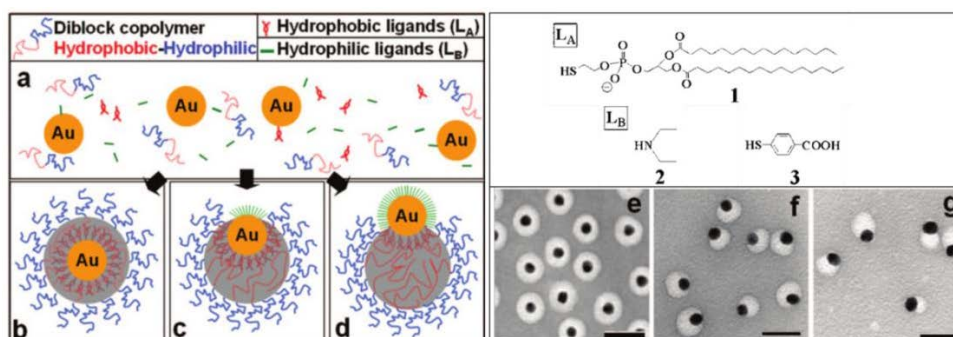 Diblock copolymer
Hydrophobic-Hydrophilic
Hydrophobic ligands (LA)
Hydrophilic ligands (LB)
a
Au Au Au Au
Au
b
Au
c
Au
d
LA
HS O P O O O O O O ⊖ O
1
LB
HN
2
HS COOH
3
e f g